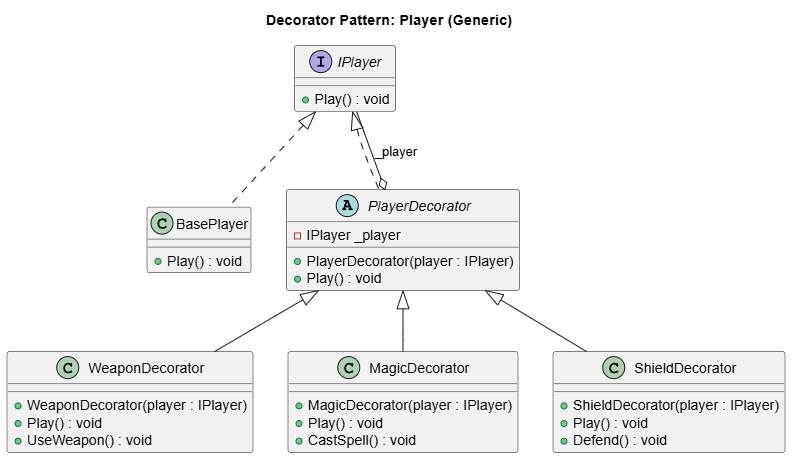 Decorator Pattern: Player (Generic)
I IPlayer
Play() : void
_player
C BasePlayer
Play() : void
A PlayerDecorator
IPlayer _player
PlayerDecorator(player : IPlayer)
Play() : void
C WeaponDecorator
WeaponDecorator(player : IPlayer)
Play() : void
UseWeapon() : void
C MagicDecorator
MagicDecorator(player : IPlayer)
Play() : void
CastSpell() : void
C ShieldDecorator
ShieldDecorator(player : IPlayer)
Play() : void
Defend() : void